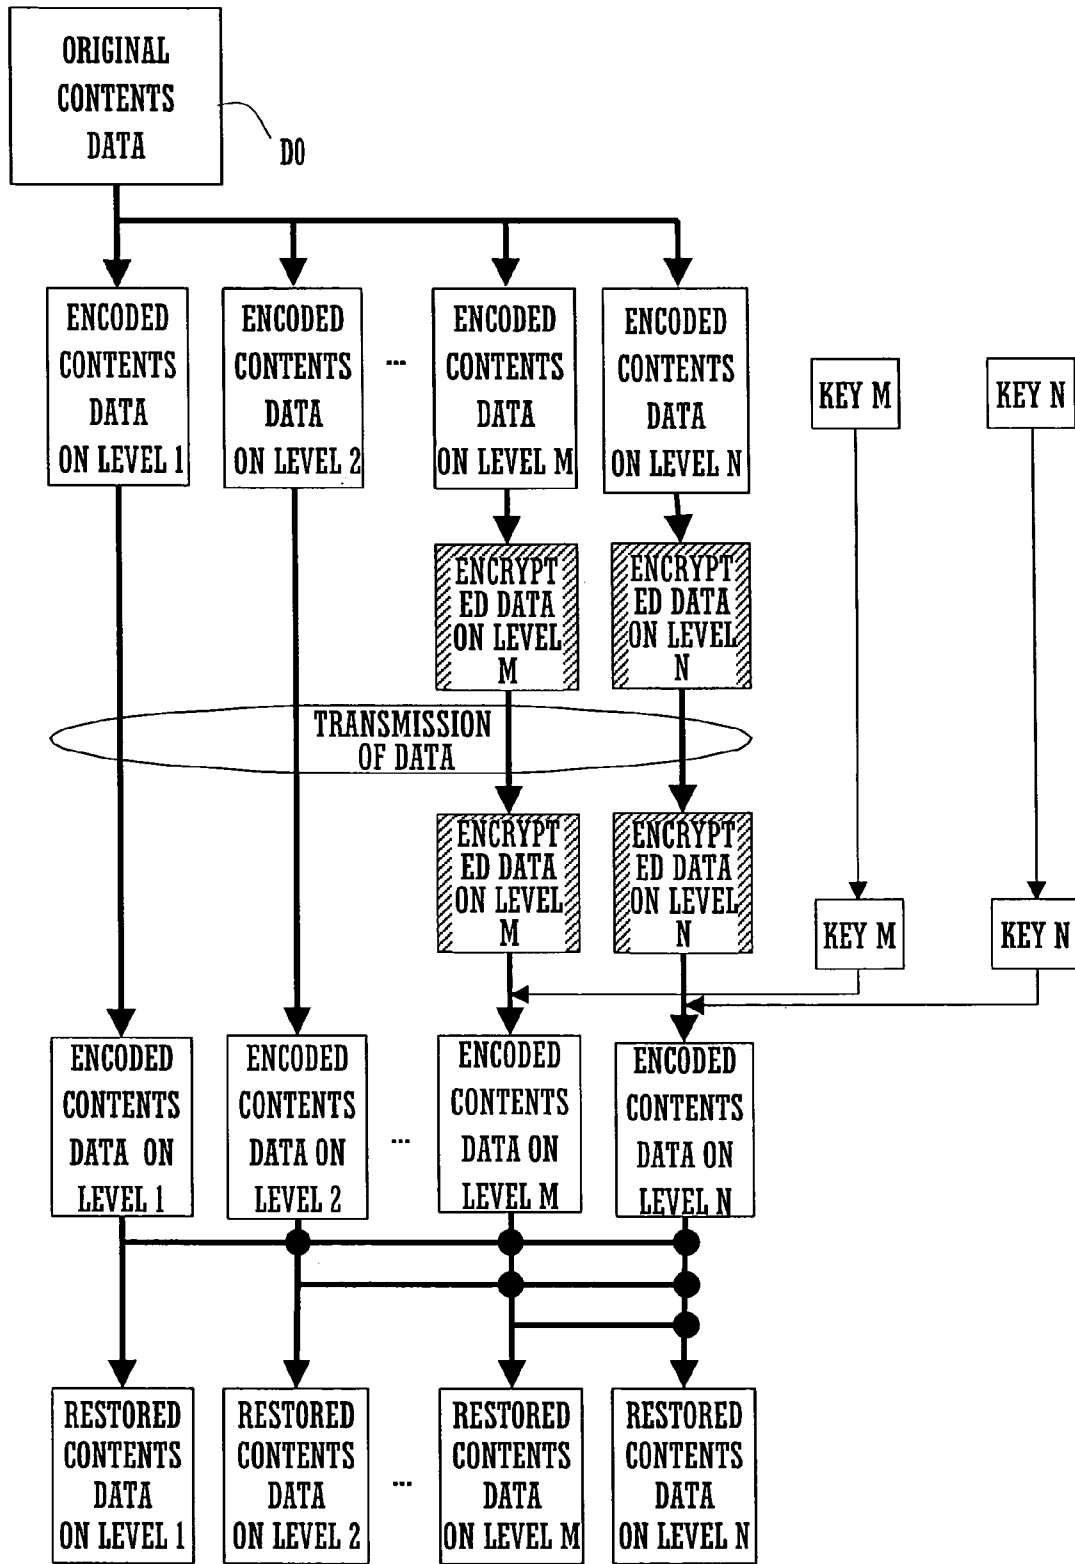 ORIGINAL
CONTENTS
DATA
D0
ENCODED
CONTENTS
DATA
ON LEVEL 1
ENCODED
CONTENTS
DATA
ON LEVEL 2
...
ENCODED
CONTENTS
DATA
ON LEVEL M
ENCODED
CONTENTS
DATA
ON LEVEL N
KEY M
KEY N
ENCRYPT
ED DATA
ON LEVEL
M
ENCRYPT
ED DATA
ON LEVEL
N
TRANSMISSION
OF DATA
ENCRYPT
ED DATA
ON LEVEL
M
ENCRYPT
ED DATA
ON LEVEL
N
KEY M
KEY N
ENCODED
CONTENTS
DATA ON
LEVEL 1
ENCODED
CONTENTS
DATA ON
LEVEL 2
...
ENCODED
CONTENTS
DATA ON
LEVEL M
ENCODED
CONTENTS
DATA ON
LEVEL N
RESTORED
CONTENTS
DATA
ON LEVEL 1
RESTORED
CONTENTS
DATA
ON LEVEL 2
...
RESTORED
CONTENTS
DATA
ON LEVEL M
RESTORED
CONTENTS
DATA
ON LEVEL N